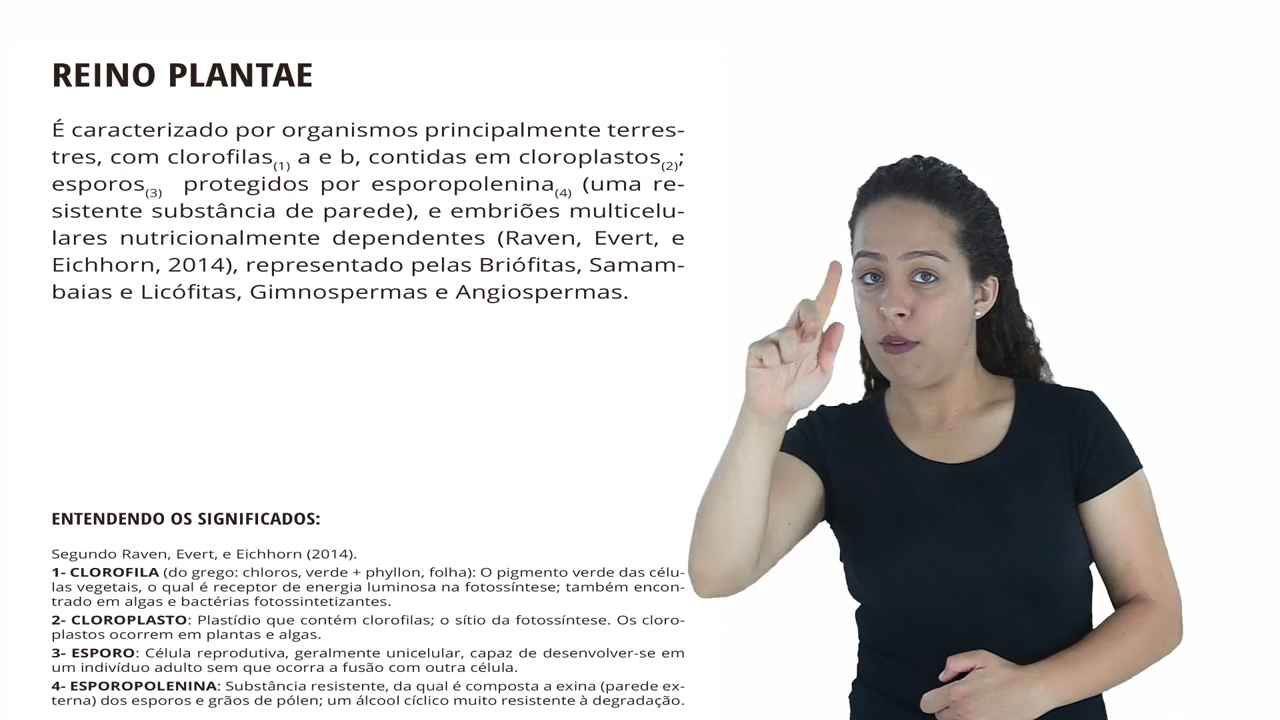 REINO PLANTAE
É caracterizado por organismos principalmente terres-
tres, com clorofilas(1) a e b, contidas em cloroplastos(2);
esporos(3) protegidos por esporopolenina(4) (uma re-
sistente substância de parede), e embriões multicelu-
lares nutricionalmente dependentes (Raven, Evert, e
Eichhorn, 2014), representado pelas Briófitas, Samam-
baias e Licófitas, Gimnospermas e Angiospermas.
ENTENDENDO OS SIGNIFICADOS:
Segundo Raven, Evert, e Eichhorn (2014).
1- CLOROFILA (do grego: chloros, verde + phyllon, folha): O pigmento verde das célu-
las vegetais, o qual é receptor de energia luminosa na fotossíntese; também encon-
trado em algas e bactérias fotossintetizantes.
2- CLOROPLASTO: Plastídio que contém clorofilas; o sítio da fotossíntese. Os cloro-
plastos ocorrem em plantas e algas.
3- ESPORO: Célula reprodutiva, geralmente unicelular, capaz de desenvolver-se em
um indivíduo adulto sem que ocorra a fusão com outra célula.
4- ESPOROPOLENINA: Substância resistente, da qual é composta a exina (parede ex-
terna) dos esporos e grãos de pólen; um álcool cíclico muito resistente à degradação.